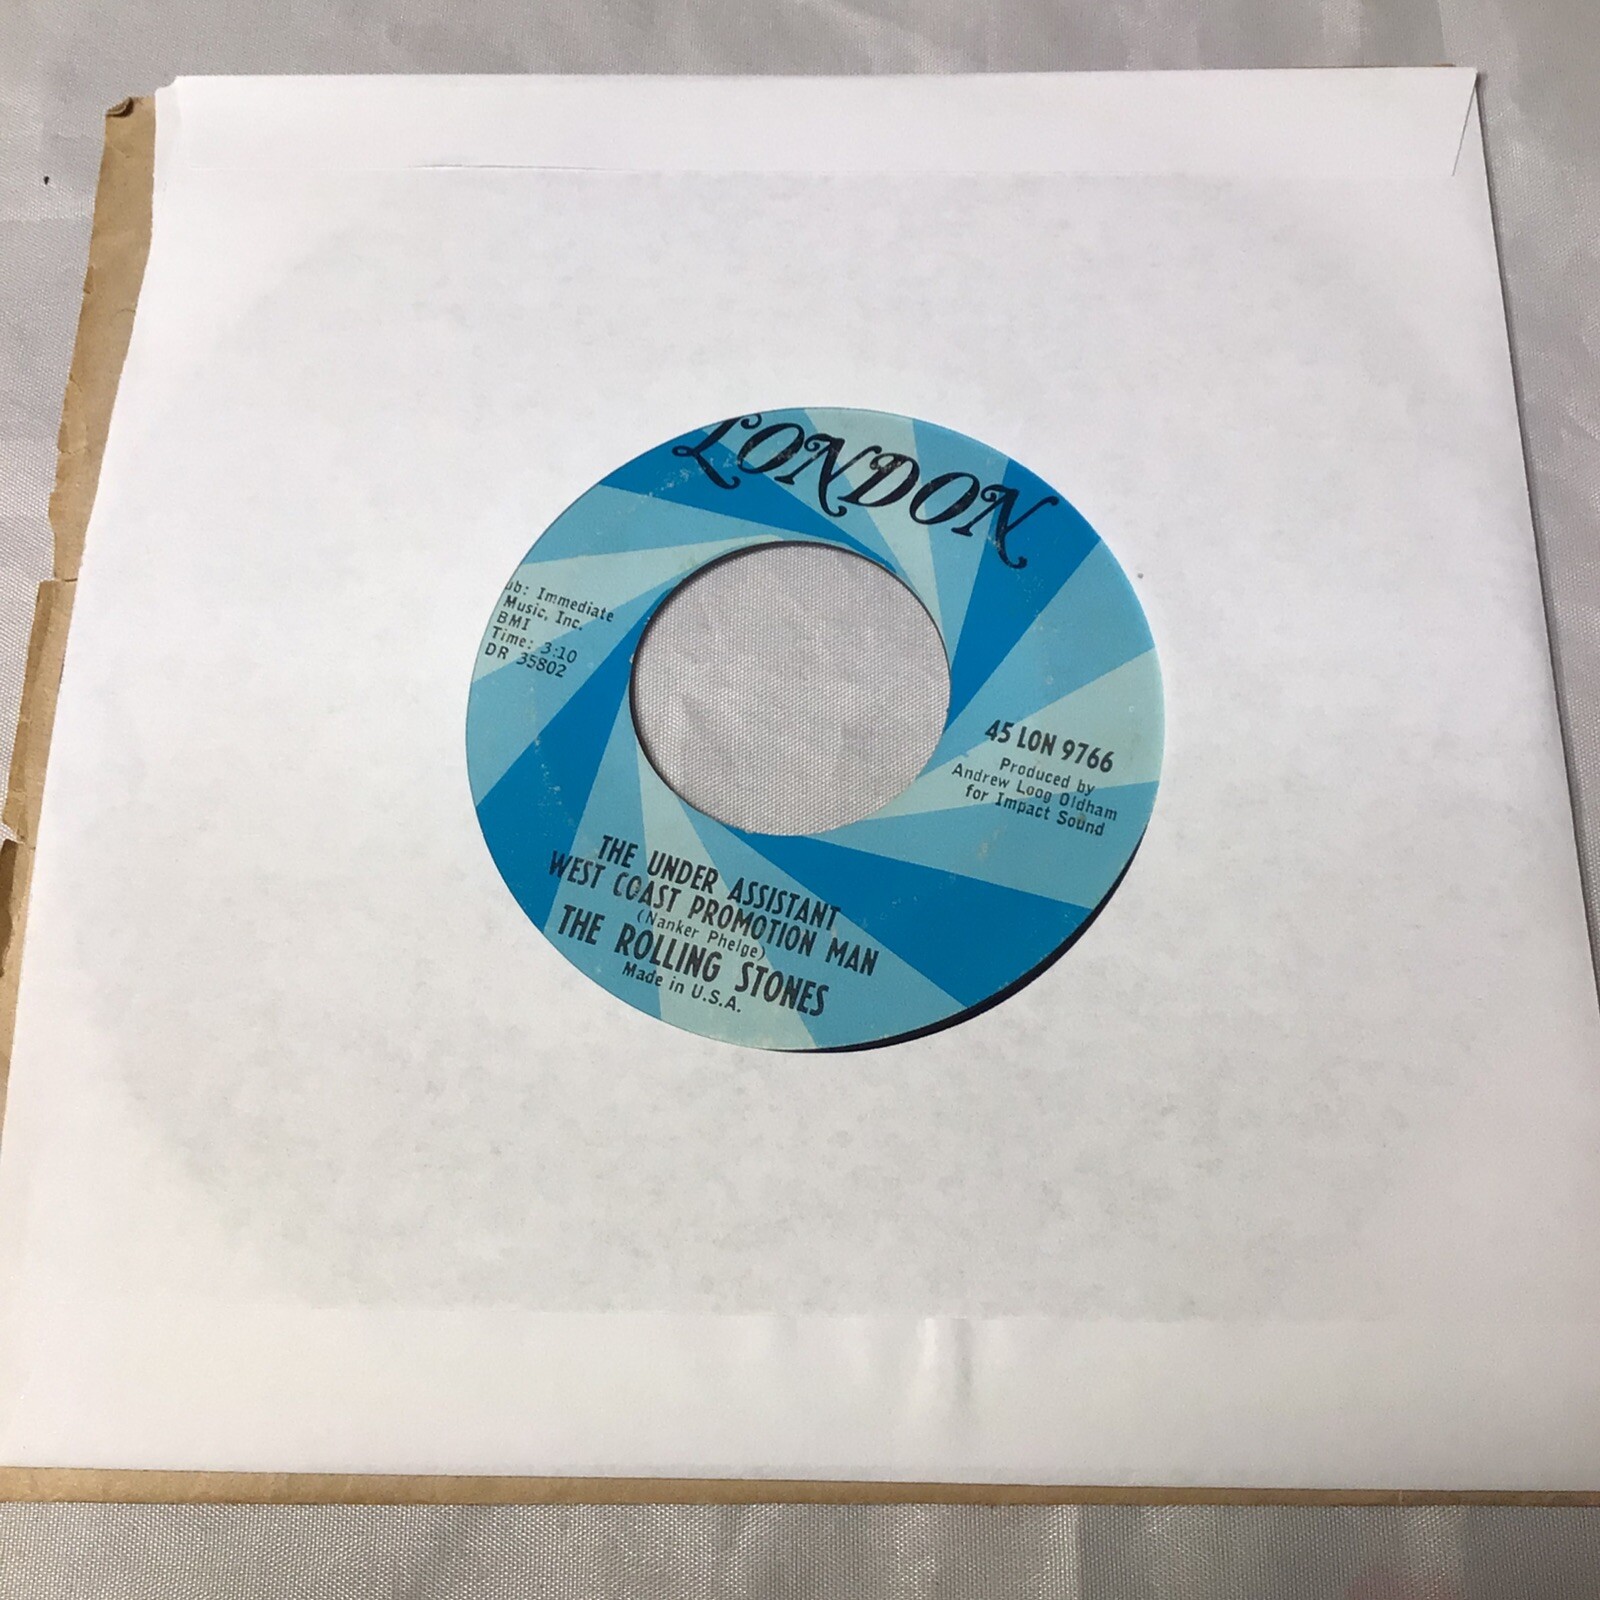 LONDON
ub: Immediate
Music, Inc.
BMI
Time: 3:10
DR 35802
45 LON 9766
Produced by
Andrew Loog Oldham
for Impact Sound
THE UNDER ASSISTANT
WEST COAST PROMOTION MAN
(Nanker Phelge)
THE ROLLING STONES
Made in U.S.A.